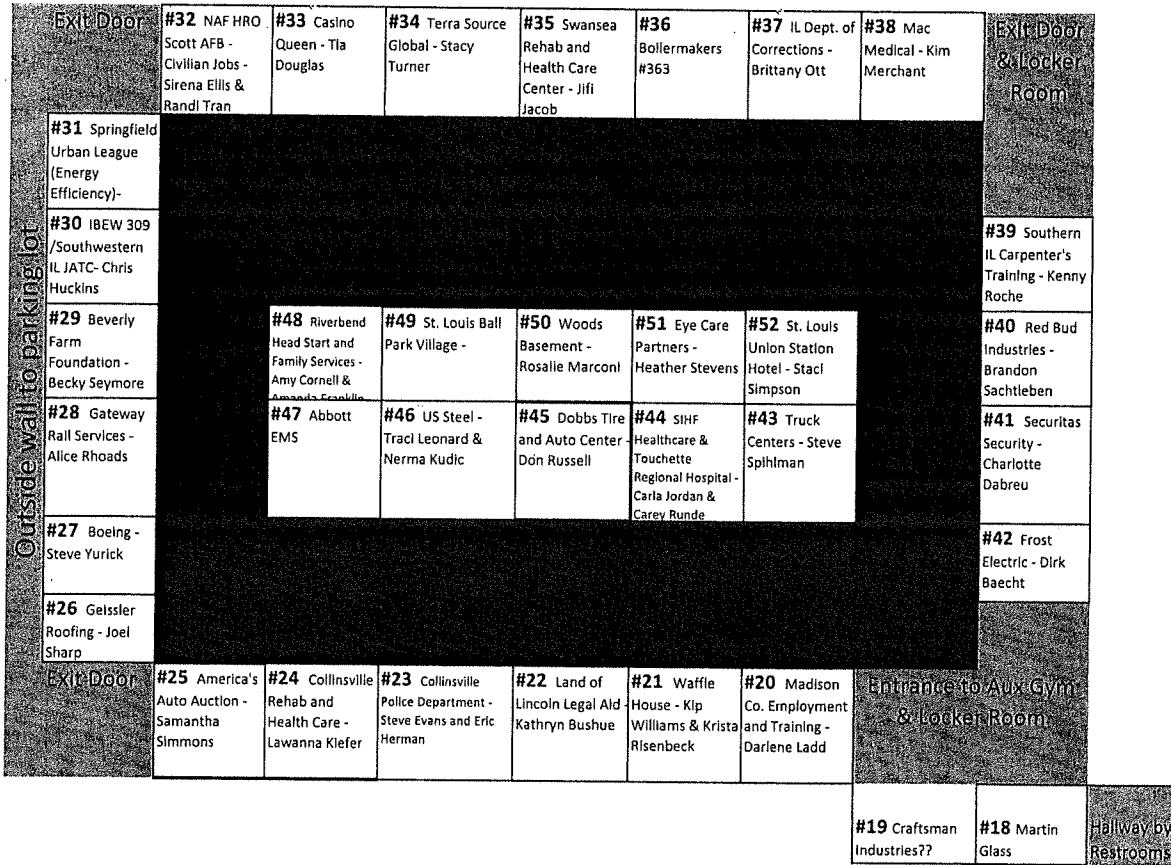 Exit Door
#32 NAF HRO
Scott AFB -
Civilian Jobs -
Sirena Ellis &
Randi Tran
#33 Casino
Queen - Tia
Douglas
#34 Terra Source
Global - Stacy
Turner
#35 Swansea
Rehab and
Health Care
Center - Jifi
Jacob
#36
Boilermakers
#363
#37 IL Dept. of
Corrections -
Brittany Ott
#38 Mac
Medical - Kim
Merchant
Exit Door
& Locker
Room
#31 Springfield
Urban League
(Energy
Efficiency)-
#30 IBEW 309
/Southwestern
IL JATC- Chris
Huckins
#29 Beverly
Farm
Foundation -
Becky Seymore
#28 Gateway
Rail Services -
Alice Rhoads
#27 Boeing -
Steve Yurick
#26 Geissler
Roofing - Joel
Sharp
Outside wall to parking lot
#39 Southern
IL Carpenter's
Training - Kenny
Roche
#40 Red Bud
Industries -
Brandon
Sachtleben
#41 Securitas
Security -
Charlotte
Dabreu
#42 Frost
Electric - Dirk
Baecht
#48 Riverbend
Head Start and
Family Services -
Amy Cornell &
Amanda Franklin
#49 St. Louis Ball
Park Village -
#50 Woods
Basement -
Rosalie Marconi
#51 Eye Care
Partners -
Heather Stevens
#52 St. Louis
Union Station
Hotel - Staci
Simpson
#47 Abbott
EMS
#46 US Steel -
Traci Leonard &
Nerma Kudic
#45 Dobbs Tire
and Auto Center -
Don Russell
#44 SIHF
Healthcare &
Touchette
Regional Hospital -
Carla Jordan &
Carey Runde
#43 Truck
Centers - Steve
Spihlman
Exit Door
#25 America's
Auto Auction -
Samantha
Simmons
#24 Collinsville
Rehab and
Health Care -
Lawanna Kiefer
#23 Collinsville
Police Department -
Steve Evans and Eric
Herman
#22 Land of
Lincoln Legal Aid -
Kathryn Bushue
#21 Waffle
House - Kip
Williams & Krista
Risenbeck
#20 Madison
Co. Employment
and Training -
Darlene Ladd
Entrance to Aux Gym
& Locker Room
#19 Craftsman
Industries??
#18 Martin
Glass
Hallway by
Restrooms